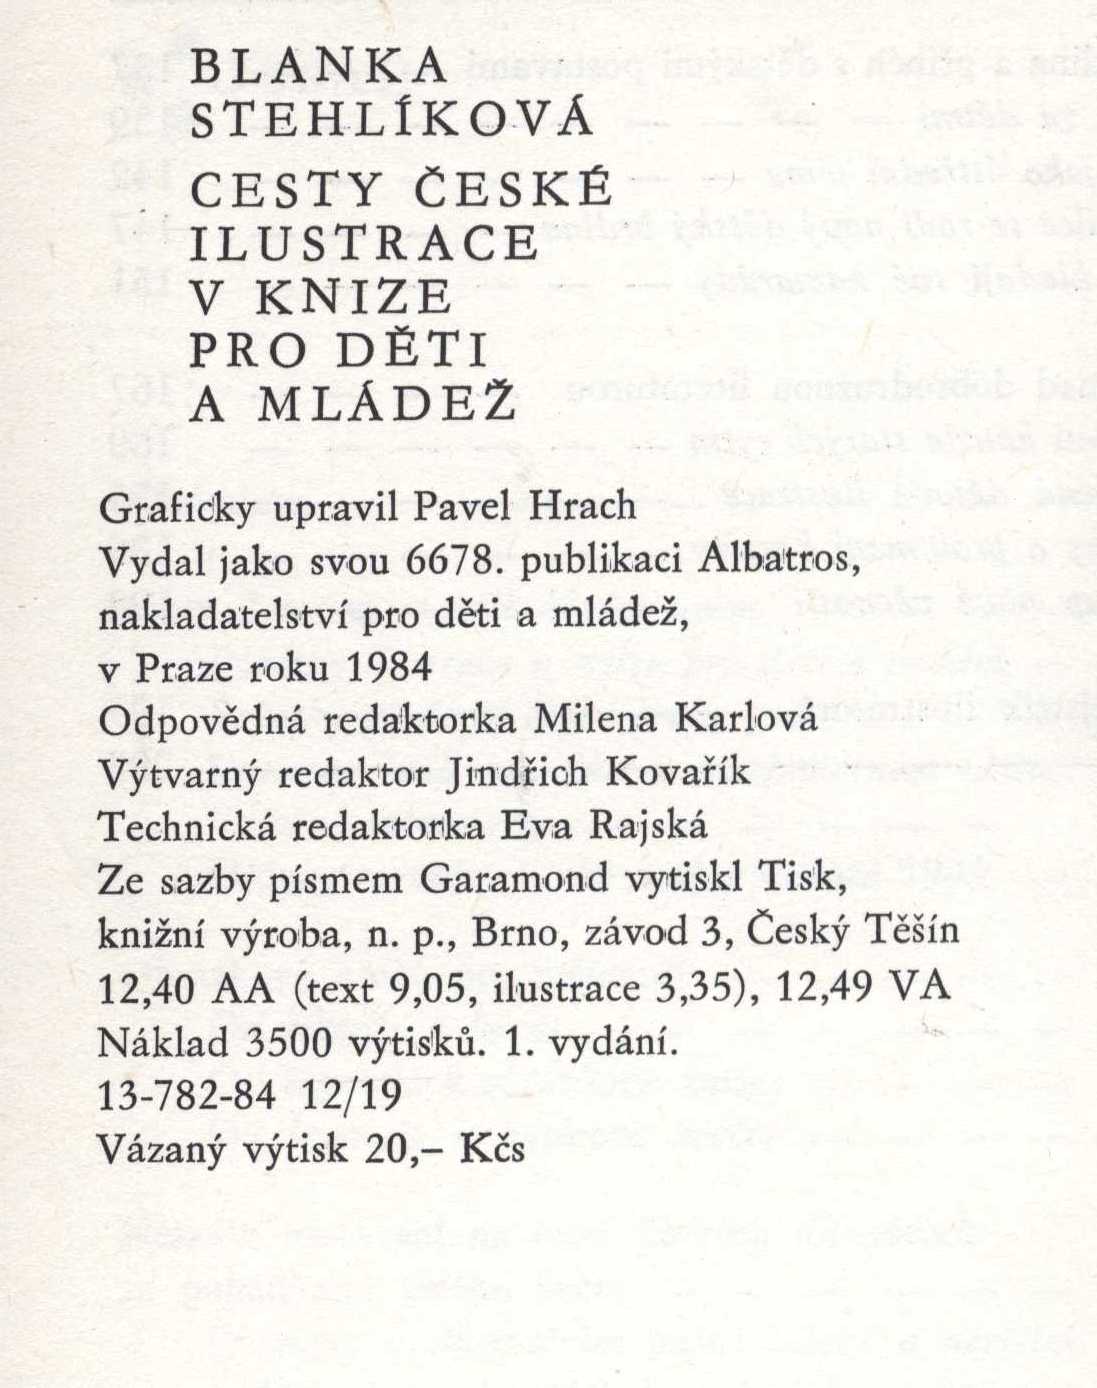 BLANKA
STEHLÍKOVÁ
CESTY ČESKÉ
ILUSTRACE
V KNIZE
PRO DĚTI
A MLÁDEŽ
Graficky upravil Pavel Hrach
Vydal jako svou 6678. publikaci Albatros,
nakladatelství pro děti a mládež,
v Praze roku 1984
Odpovědná redaktorka Milena Karlová
Výtvarný redaktor Jindřich Kovařík
Technická redaktorka Eva Rajská
Ze sazby písmem Garamond vytiskl Tisk,
knižní výroba, n. p., Brno, závod 3, Český Těšín
12,40 AA (text 9,05, ilustrace 3,35), 12,49 VA
Náklad 3500 výtisků. 1. vydání.
13-782-84 12/19
Vázaný výtisk 20,– Kčs